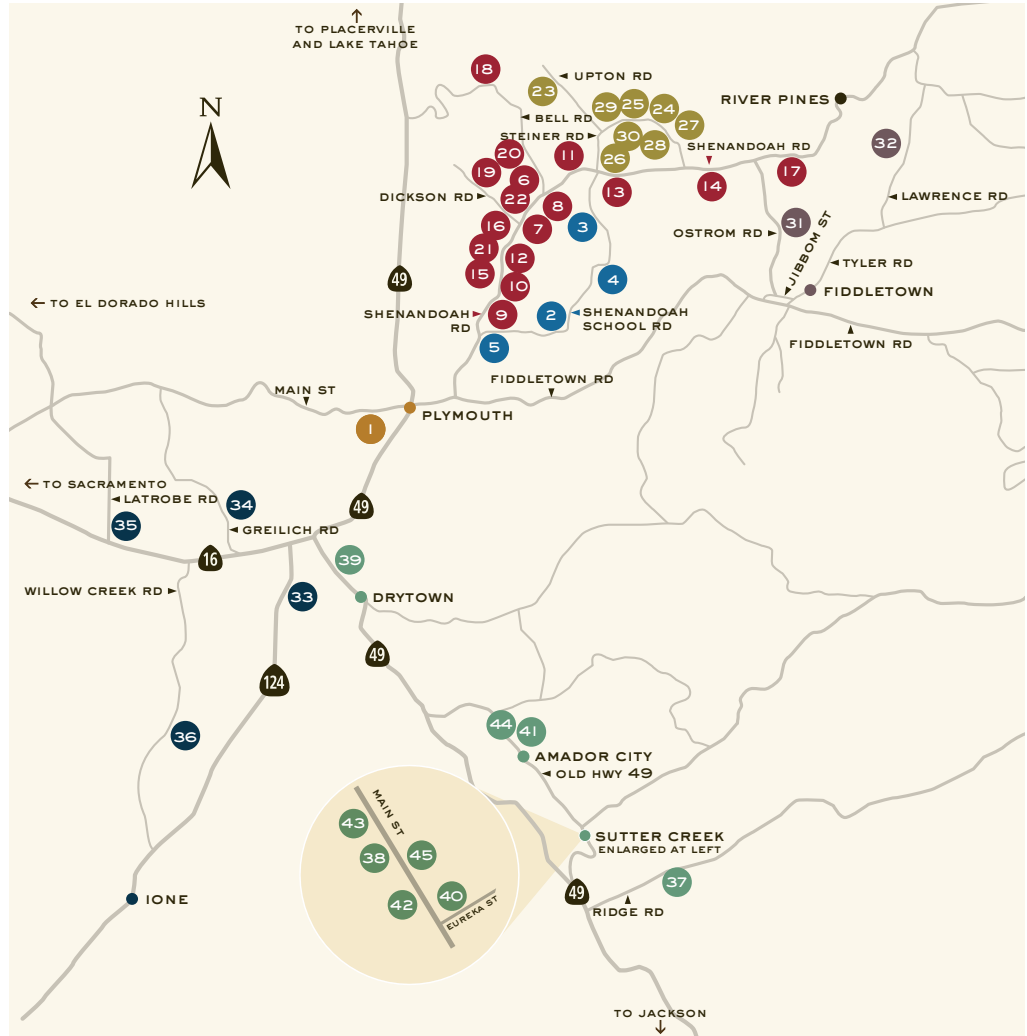 TO PLACERVILLE
AND LAKE TAHOE
N
18
UPTON RD
23
29
25
24
27
RIVER PINES
BELL RD
STEINER RD
30
28
26
SHENANDOAH RD
32
20
11
19
6
22
DICKSON RD
8
13
14
17
LAWRENCE RD
16
7
3
31
OSTROM RD
JIBBOM ST
21
12
15
10
4
TYLER RD
49
FIDDLETOWN
TO EL DORADO HILLS
SHENANDOAH
RD
9
2
SHENANDOAH
SCHOOL RD
5
FIDDLETOWN RD
FIDDLETOWN RD
MAIN ST
PLYMOUTH
1
TO SACRAMENTO
LATROBE RD
34
49
35
GREILICH RD
16
39
WILLOW CREEK RD
33
DRYTOWN
49
124
36
44
41
AMADOR CITY
OLD HWY 49
MAIN ST
43
38
45
42
40
EUREKA ST
SUTTER CREEK
ENLARGED AT LEFT
37
49
RIDGE RD
IONE
TO JACKSON